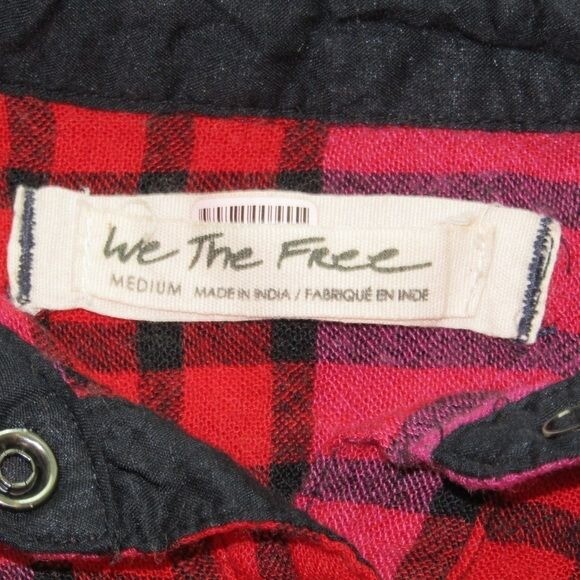 We The Free
MEDIUM MADE IN INDIA / FABRIQUÉ EN INDE